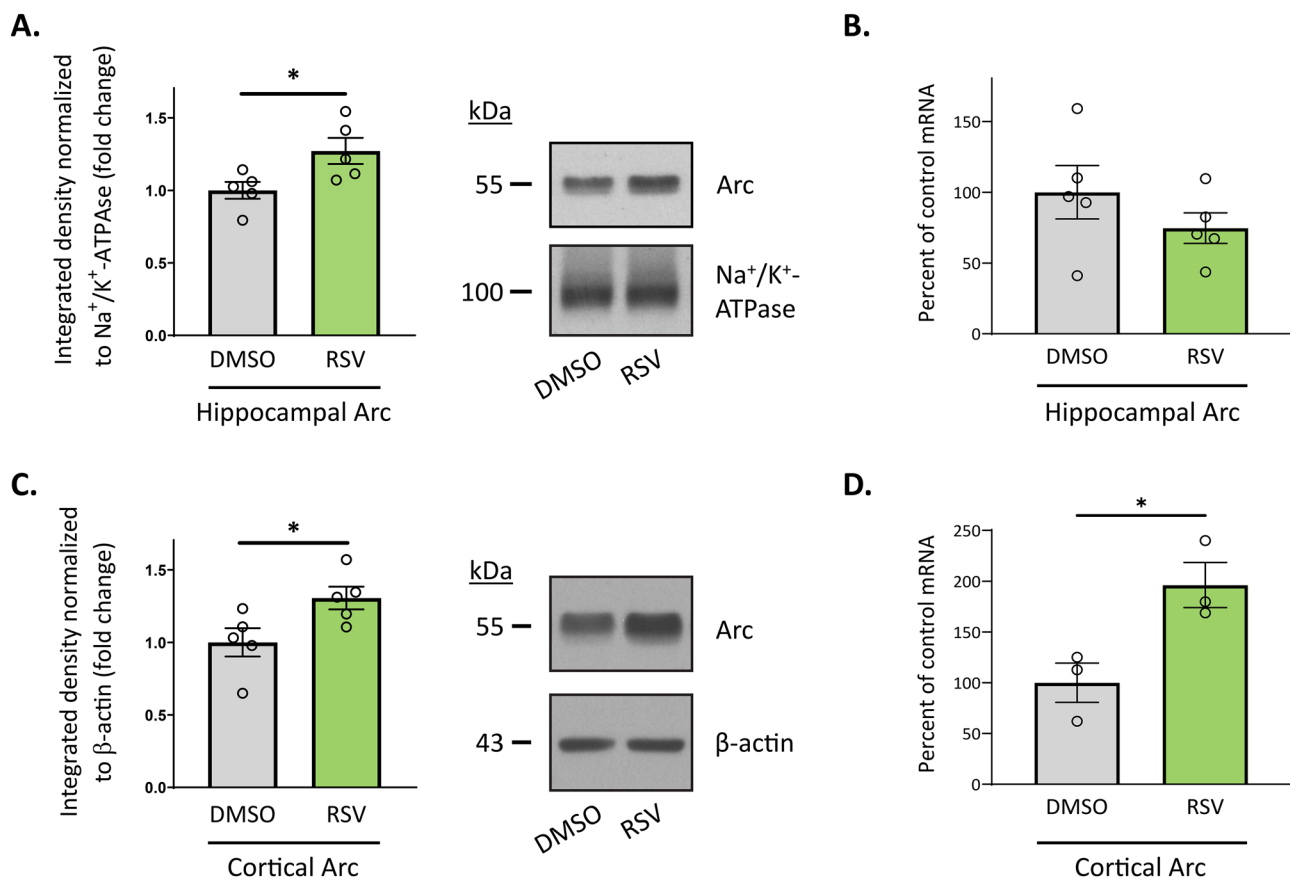 A.
Integrated density normalized
to Na⁺/K⁺-ATPAse (fold change)
1.5
1.0
0.5
0.0
*
DMSO RSV
Hippocampal Arc
kDa
55
Arc
100
Na⁺/K⁺-
ATPase
DMSO RSV
B.
Percent of control mRNA
150
100
50
0
DMSO RSV
Hippocampal Arc
C.
Integrated density normalized
to β-actin (fold change)
1.5
1.0
0.5
0.0
*
DMSO RSV
Cortical Arc
kDa
55
Arc
43
β-actin
DMSO RSV
D.
Percent of control mRNA
250
200
150
100
50
0
*
DMSO RSV
Cortical Arc